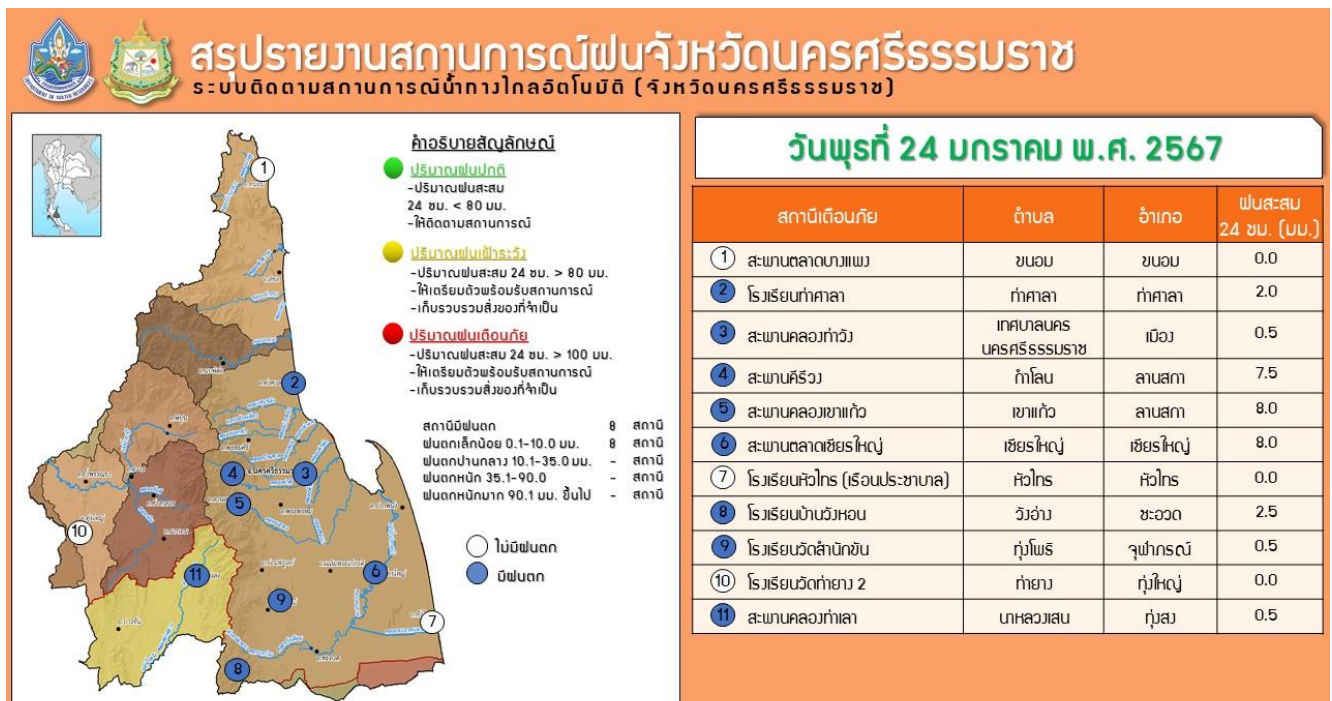 สรุปรายงานสถานการณ์ฝนจังหวัดนครศรีธรรมราช
ระบบติดตามสถานการณ์น้ำทางไกลอัตโนมัติ (จังหวัดนครศรีธรรมราช)
คำอธิบายสัญลักษณ์
ปริมาณฝนปกติ
-ปริมาณฝนสะสม
24 ชม. < 80 มม.
-ให้ติดตามสถานการณ์
ปริมาณฝนเฝ้าระวัง
-ปริมาณฝนสะสม 24 ชม. > 80 มม.
-ให้เตรียมตัวพร้อมรับสถานการณ์
-เก็บรวบรวมสิ่งของที่จำเป็น
ปริมาณฝนเตือนภัย
-ปริมาณฝนสะสม 24 ชม. > 100 มม.
-ให้เตรียมตัวพร้อมรับสถานการณ์
-เก็บรวบรวมสิ่งของที่จำเป็น
สถานีมีฝนตก 8 สถานี
ฝนตกเล็กน้อย 0.1-10.0 มม. 8 สถานี
ฝนตกปานกลาง 10.1-35.0 มม. - สถานี
ฝนตกหนัก 35.1-90.0 - สถานี
ฝนตกหนักมาก 90.1 มม. ขึ้นไป - สถานี
ไม่มีฝนตก
มีฝนตก
1
2
4
3
5
10
11
6
9
7
8
วันพุธที่ 24 มกราคม พ.ศ. 2567
สถานีเตือนภัย ตำบล อำเภอ ฝนสะสม
24 ชม. (มม.)
1 สะพานตลาดบางแพง ขนอม ขนอม 0.0
2 โรงเรียนท่าศาลา ท่าศาลา ท่าศาลา 2.0
3 สะพานคลองท่าวัง เทศบาลนคร
นครศรีธรรมราช เมือง 0.5
4 สะพานคีรีวง กำโลน ลานสกา 7.5
5 สะพานคลองเขาแก้ว เขาแก้ว ลานสกา 8.0
6 สะพานตลาดเชียรใหญ่ เชียรใหญ่ เชียรใหญ่ 8.0
7 โรงเรียนหัวไทร (เรือนประชาบาล) หัวไทร หัวไทร 0.0
8 โรงเรียนบ้านวังหอน วังอ่าง ชะอวด 2.5
9 โรงเรียนวัดสำนักขัน ทุ่งโพธิ จุฬาภรณ์ 0.5
10 โรงเรียนวัดท่ายาง 2 ท่ายาง ทุ่งใหญ่ 0.0
11 สะพานคลองท่าเลา นาหลวงเสน ทุ่งสง 0.5